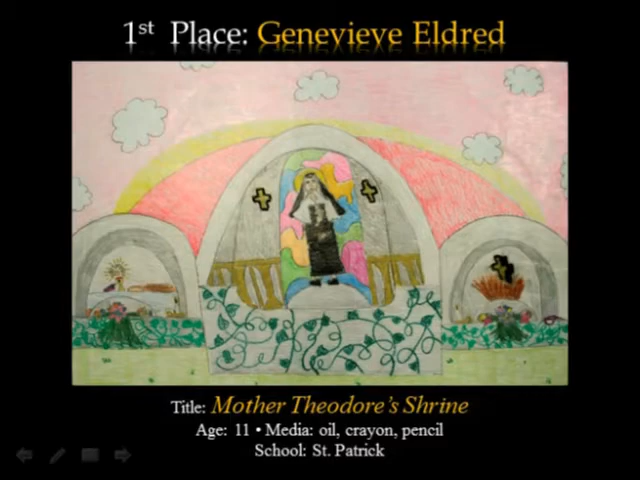 1st Place: Genevieve Eldred
Title: Mother Theodore's Shrine
Age: 11 • Media: oil, crayon, pencil
School: St. Patrick